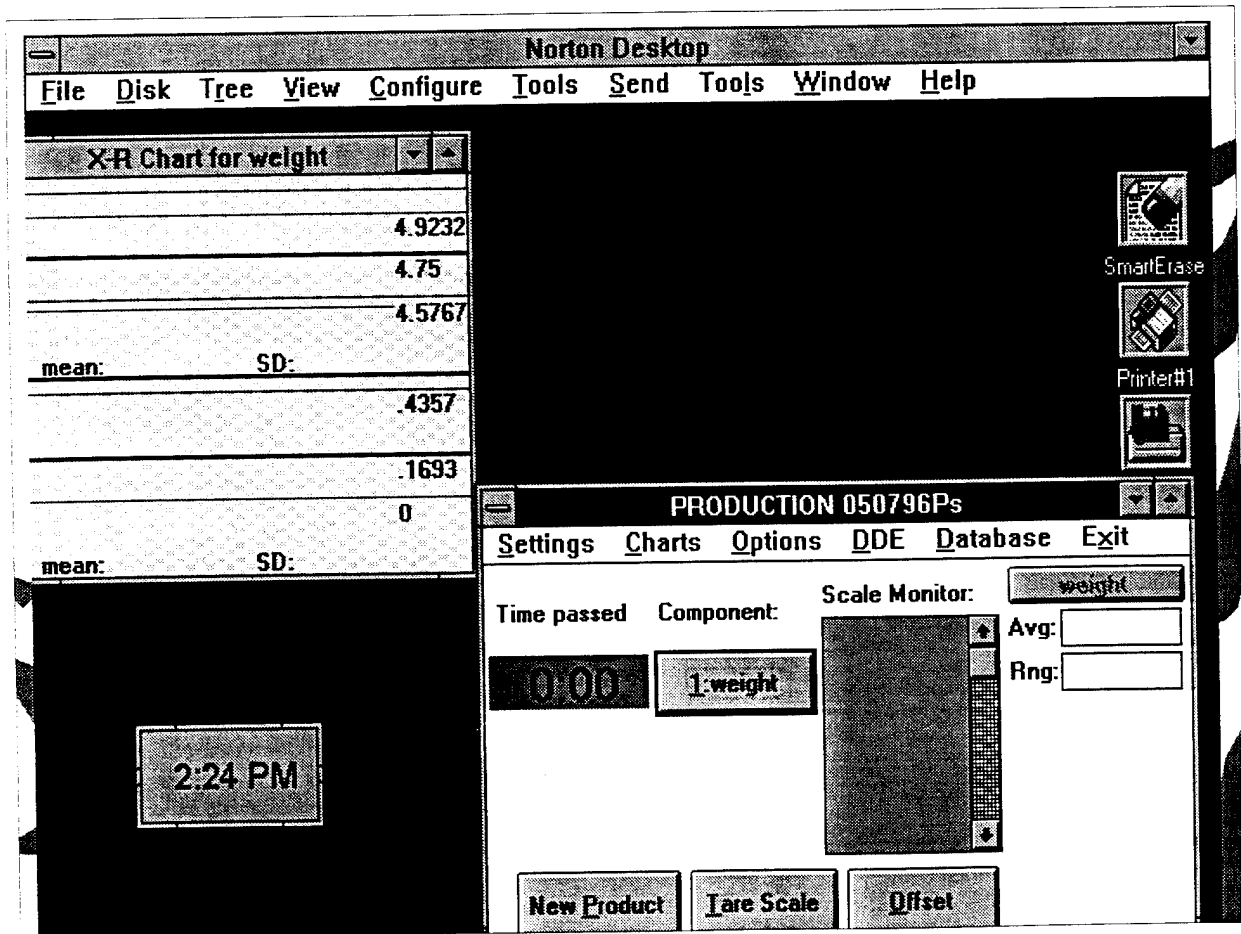 Norton Desktop
File Disk Tree View Configure Tools Send Tools Window Help
X-R Chart for weight
4.9232
4.75
4.5767
mean: SD:
.4357
.1693
0
mean: SD:
2:24 PM
SmartErase
Printer#1
PRODUCTION 050796Ps
Settings Charts Options DDE Database Exit
Time passed Component: Scale Monitor: weight
Avg:
Rng:
0:00 1:weight
New Product Tare Scale Offset